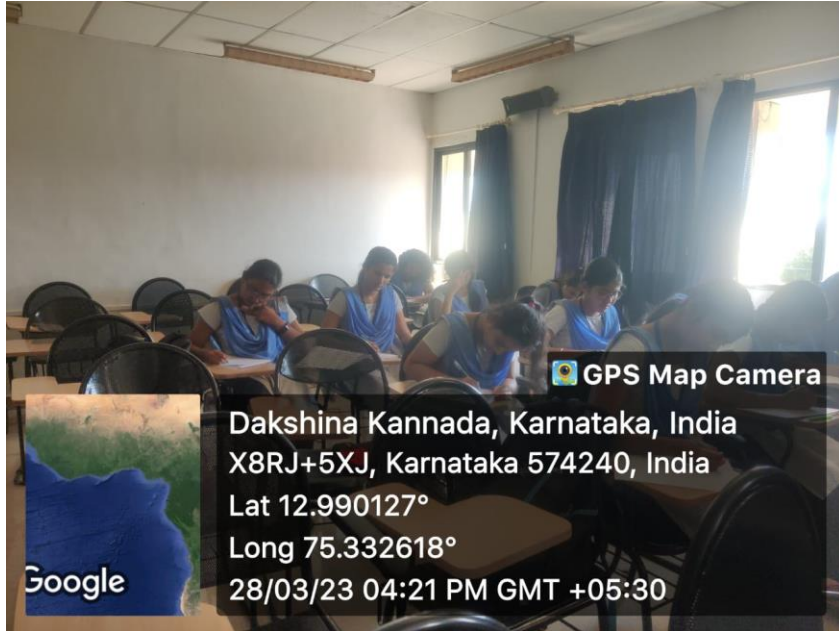 GPS Map Camera
Dakshina Kannada, Karnataka, India
X8RJ+5XJ, Karnataka 574240, India
Lat 12.990127°
Long 75.332618°
28/03/23 04:21 PM GMT +05:30
Google